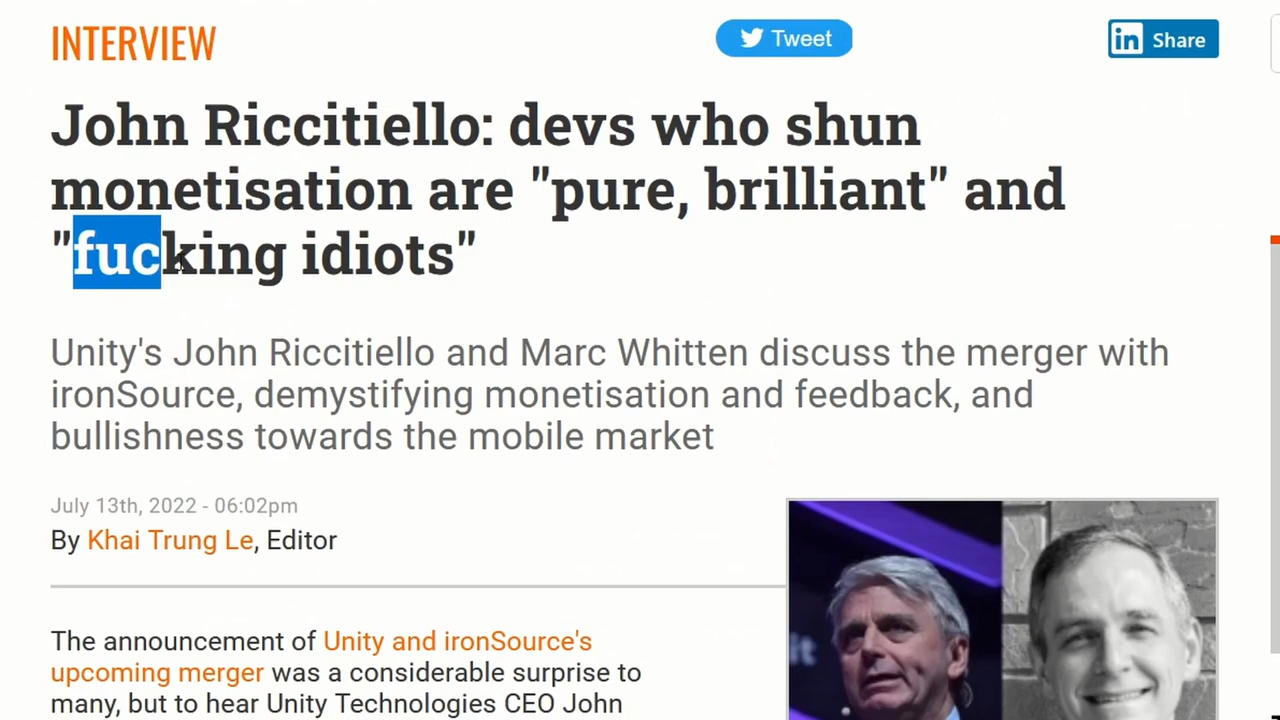 INTERVIEW
Tweet
in Share
John Riccitiello: devs who shun
monetisation are "pure, brilliant" and
"fucking idiots"
Unity's John Riccitiello and Marc Whitten discuss the merger with
ironSource, demystifying monetisation and feedback, and
bullishness towards the mobile market
July 13th, 2022 - 06:02pm
By Khai Trung Le, Editor
The announcement of Unity and ironSource's
upcoming merger was a considerable surprise to
many, but to hear Unity Technologies CEO John